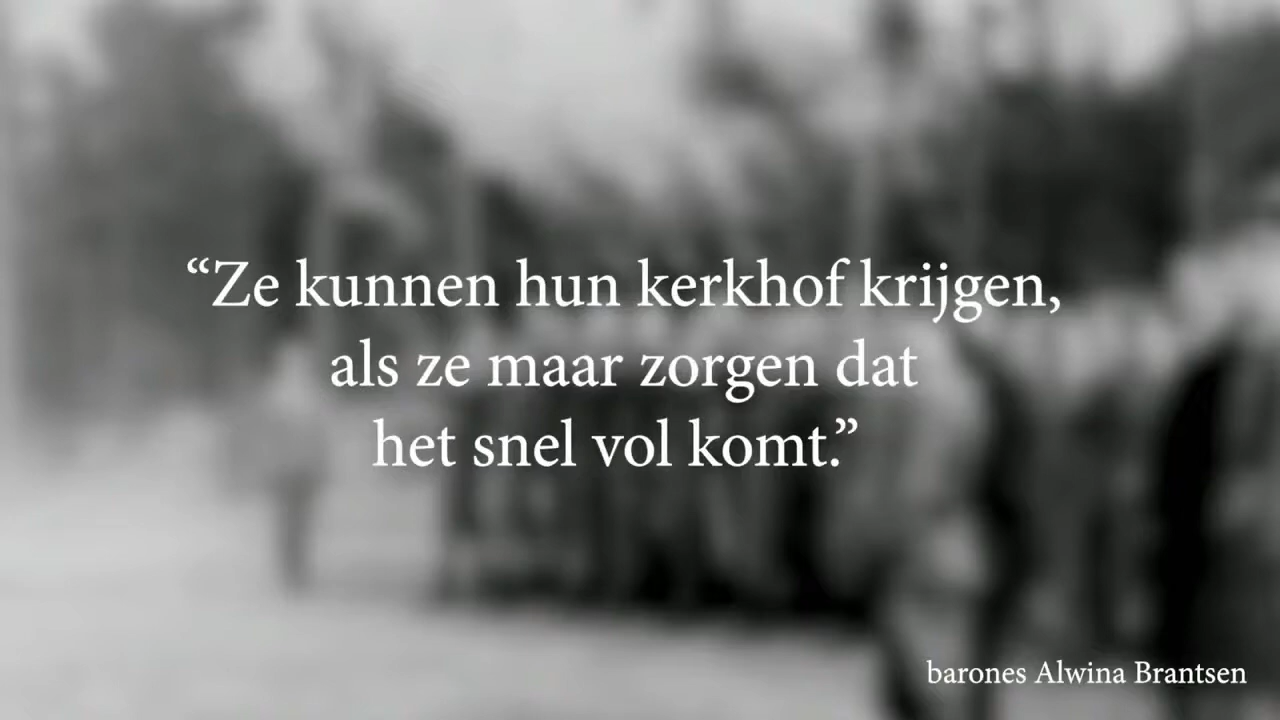 “Ze kunnen hun kerkhof krijgen,
als ze maar zorgen dat
het snel vol komt.”
barones Alwina Brantsen